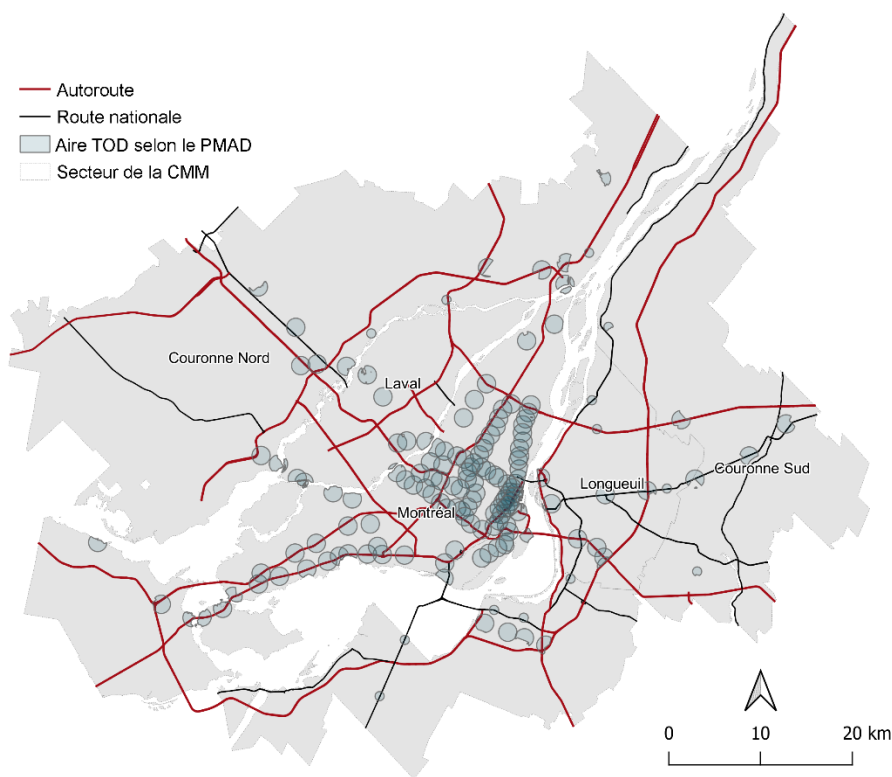 Autoroute
Route nationale
Aire TOD selon le PMAD
Secteur de la CMM
Couronne Nord
Laval
Longueuil
Couronne Sud
Montréal
0 10 20 km